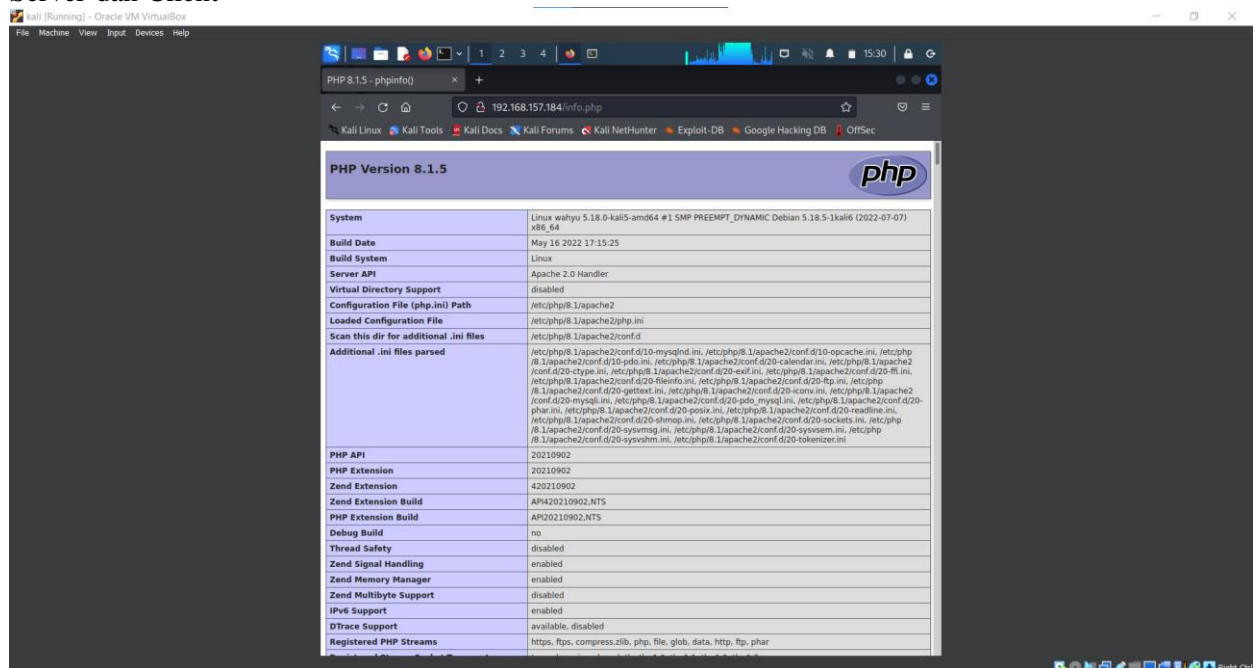 Server dan Client
kali [Running] - Oracle VM VirtualBox
File Machine View Input Devices Help
1 2 3 4
15:30
PHP 8.1.5 - phpinfo()
192.168.157.184/info.php
Kali Linux Kali Tools Kali Docs Kali Forums Kali NetHunter Exploit-DB Google Hacking DB OffSec
PHP Version 8.1.5
php
System Linux wahyu 5.18.0-kali5-amd64 #1 SMP PREEMPT_DYNAMIC Debian 5.18.5-1kali6 (2022-07-07)
x86_64
Build Date May 16 2022 17:15:25
Build System Linux
Server API Apache 2.0 Handler
Virtual Directory Support disabled
Configuration File (php.ini) Path /etc/php/8.1/apache2
Loaded Configuration File /etc/php/8.1/apache2/php.ini
Scan this dir for additional .ini files /etc/php/8.1/apache2/conf.d
Additional .ini files parsed /etc/php/8.1/apache2/conf.d/10-mysqlnd.ini, /etc/php/8.1/apache2/conf.d/10-opcache.ini, /etc/php
/8.1/apache2/conf.d/10-pdo.ini, /etc/php/8.1/apache2/conf.d/20-calendar.ini, /etc/php/8.1/apache2
/conf.d/20-ctype.ini, /etc/php/8.1/apache2/conf.d/20-exif.ini, /etc/php/8.1/apache2/conf.d/20-ffi.ini,
/etc/php/8.1/apache2/conf.d/20-fileinfo.ini, /etc/php/8.1/apache2/conf.d/20-ftp.ini, /etc/php
/8.1/apache2/conf.d/20-gettext.ini, /etc/php/8.1/apache2/conf.d/20-iconv.ini, /etc/php/8.1/apache2
/conf.d/20-mysqli.ini, /etc/php/8.1/apache2/conf.d/20-pdo_mysql.ini, /etc/php/8.1/apache2/conf.d/20-
phar.ini, /etc/php/8.1/apache2/conf.d/20-posix.ini, /etc/php/8.1/apache2/conf.d/20-readline.ini,
/etc/php/8.1/apache2/conf.d/20-shmop.ini, /etc/php/8.1/apache2/conf.d/20-sockets.ini, /etc/php
/8.1/apache2/conf.d/20-sysvmsg.ini, /etc/php/8.1/apache2/conf.d/20-sysvsem.ini, /etc/php
/8.1/apache2/conf.d/20-sysvshm.ini, /etc/php/8.1/apache2/conf.d/20-tokenizer.ini
PHP API 20210902
PHP Extension 20210902
Zend Extension 420210902
Zend Extension Build API420210902,NTS
PHP Extension Build API20210902,NTS
Debug Build no
Thread Safety disabled
Zend Signal Handling enabled
Zend Memory Manager enabled
Zend Multibyte Support disabled
IPv6 Support enabled
DTrace Support available, disabled
Registered PHP Streams https, ftps, compress.zlib, php, file, glob, data, http, ftp, phar
Right Ctrl